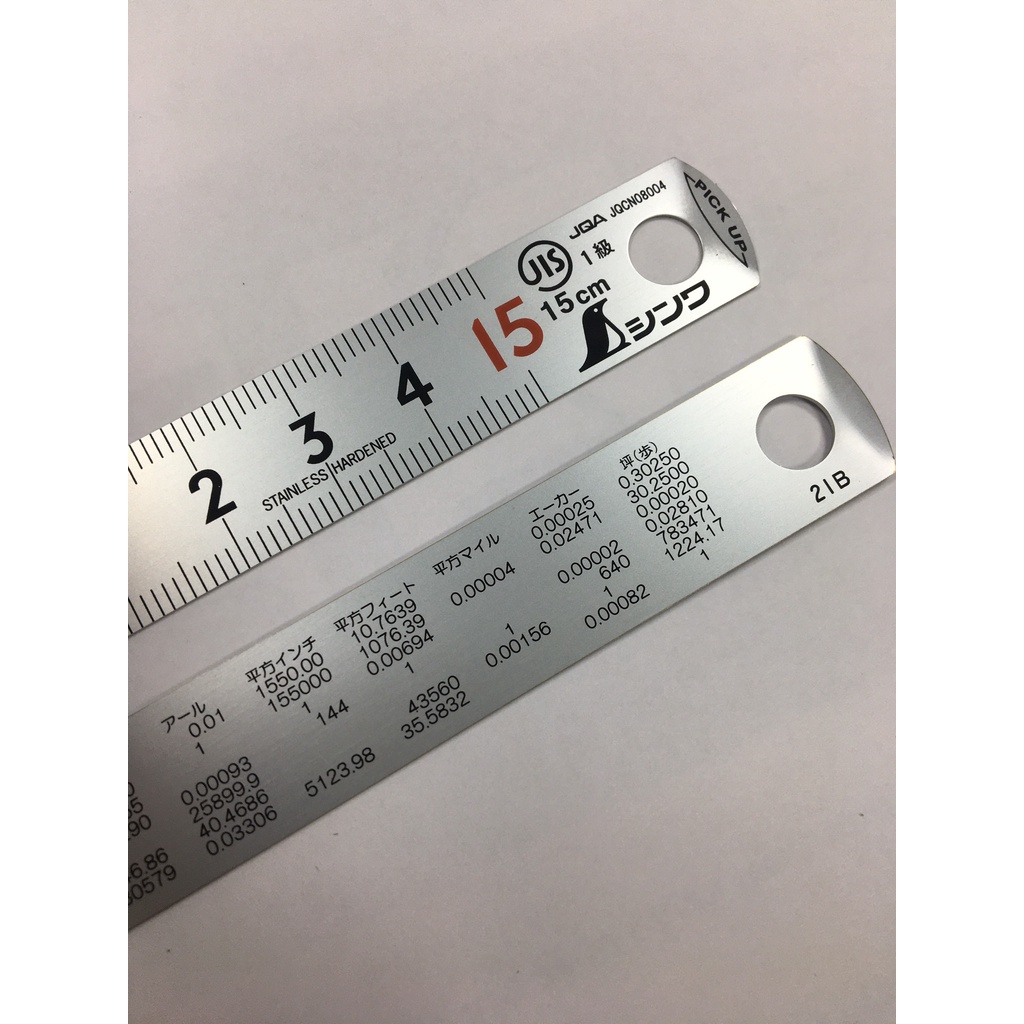 PICK UP
JQA JQCN08004
JIS 1級
15cm
シンワ
2 3 4 15
STAINLESS HARDENED
21B
アール 平方インチ 平方フィート 平方マイル エーカー 坪(歩)
0.01 1550.00 10.7639 0.00025 0.30250
1 155000 1076.39 0.00004 0.02471 30.2500
1 0.00694 0.00020
0.00093 144 1 0.00002 0.02810
25899.9 1 640 783471
40.4686 43560 0.00156 1 1224.17
0.03306 5123.98 35.5832 0.00082 1